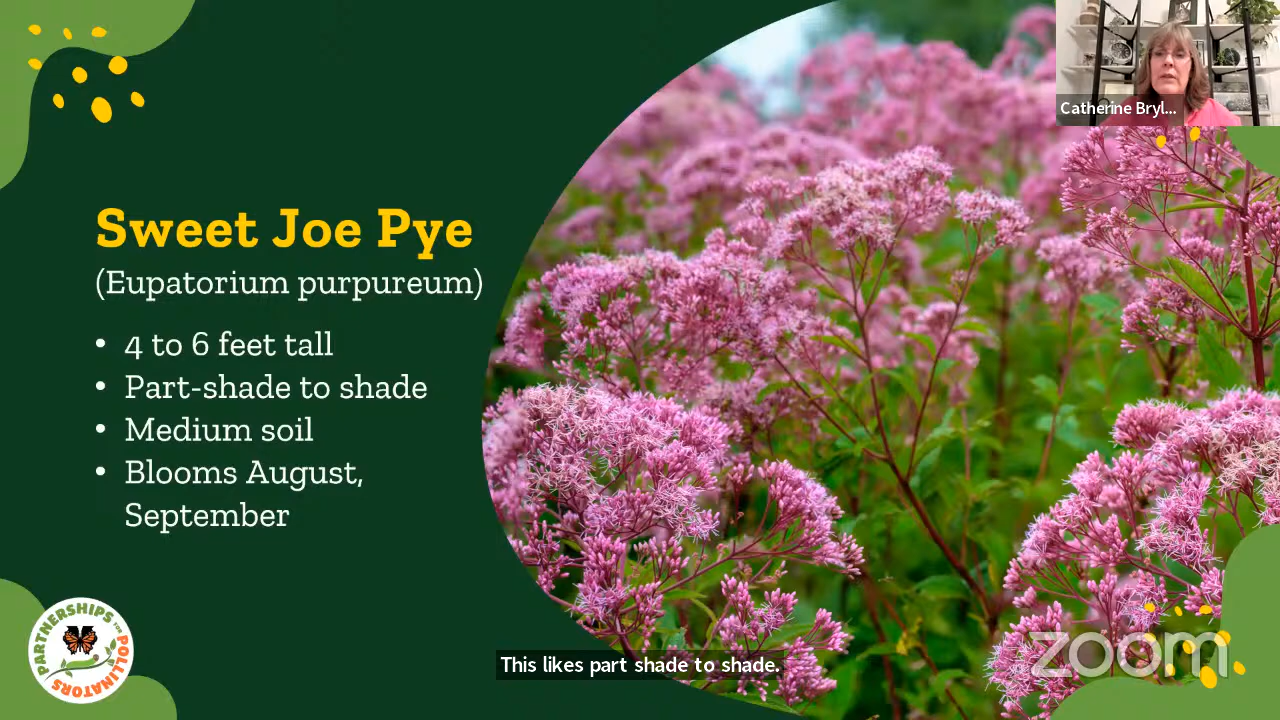 Catherine Bryl...
Sweet Joe Pye
(Eupatorium purpureum)
• 4 to 6 feet tall
• Part-shade to shade
• Medium soil
• Blooms August,
September
PARTNERSHIPS FOR POLLINATORS
This likes part shade to shade.
zoom